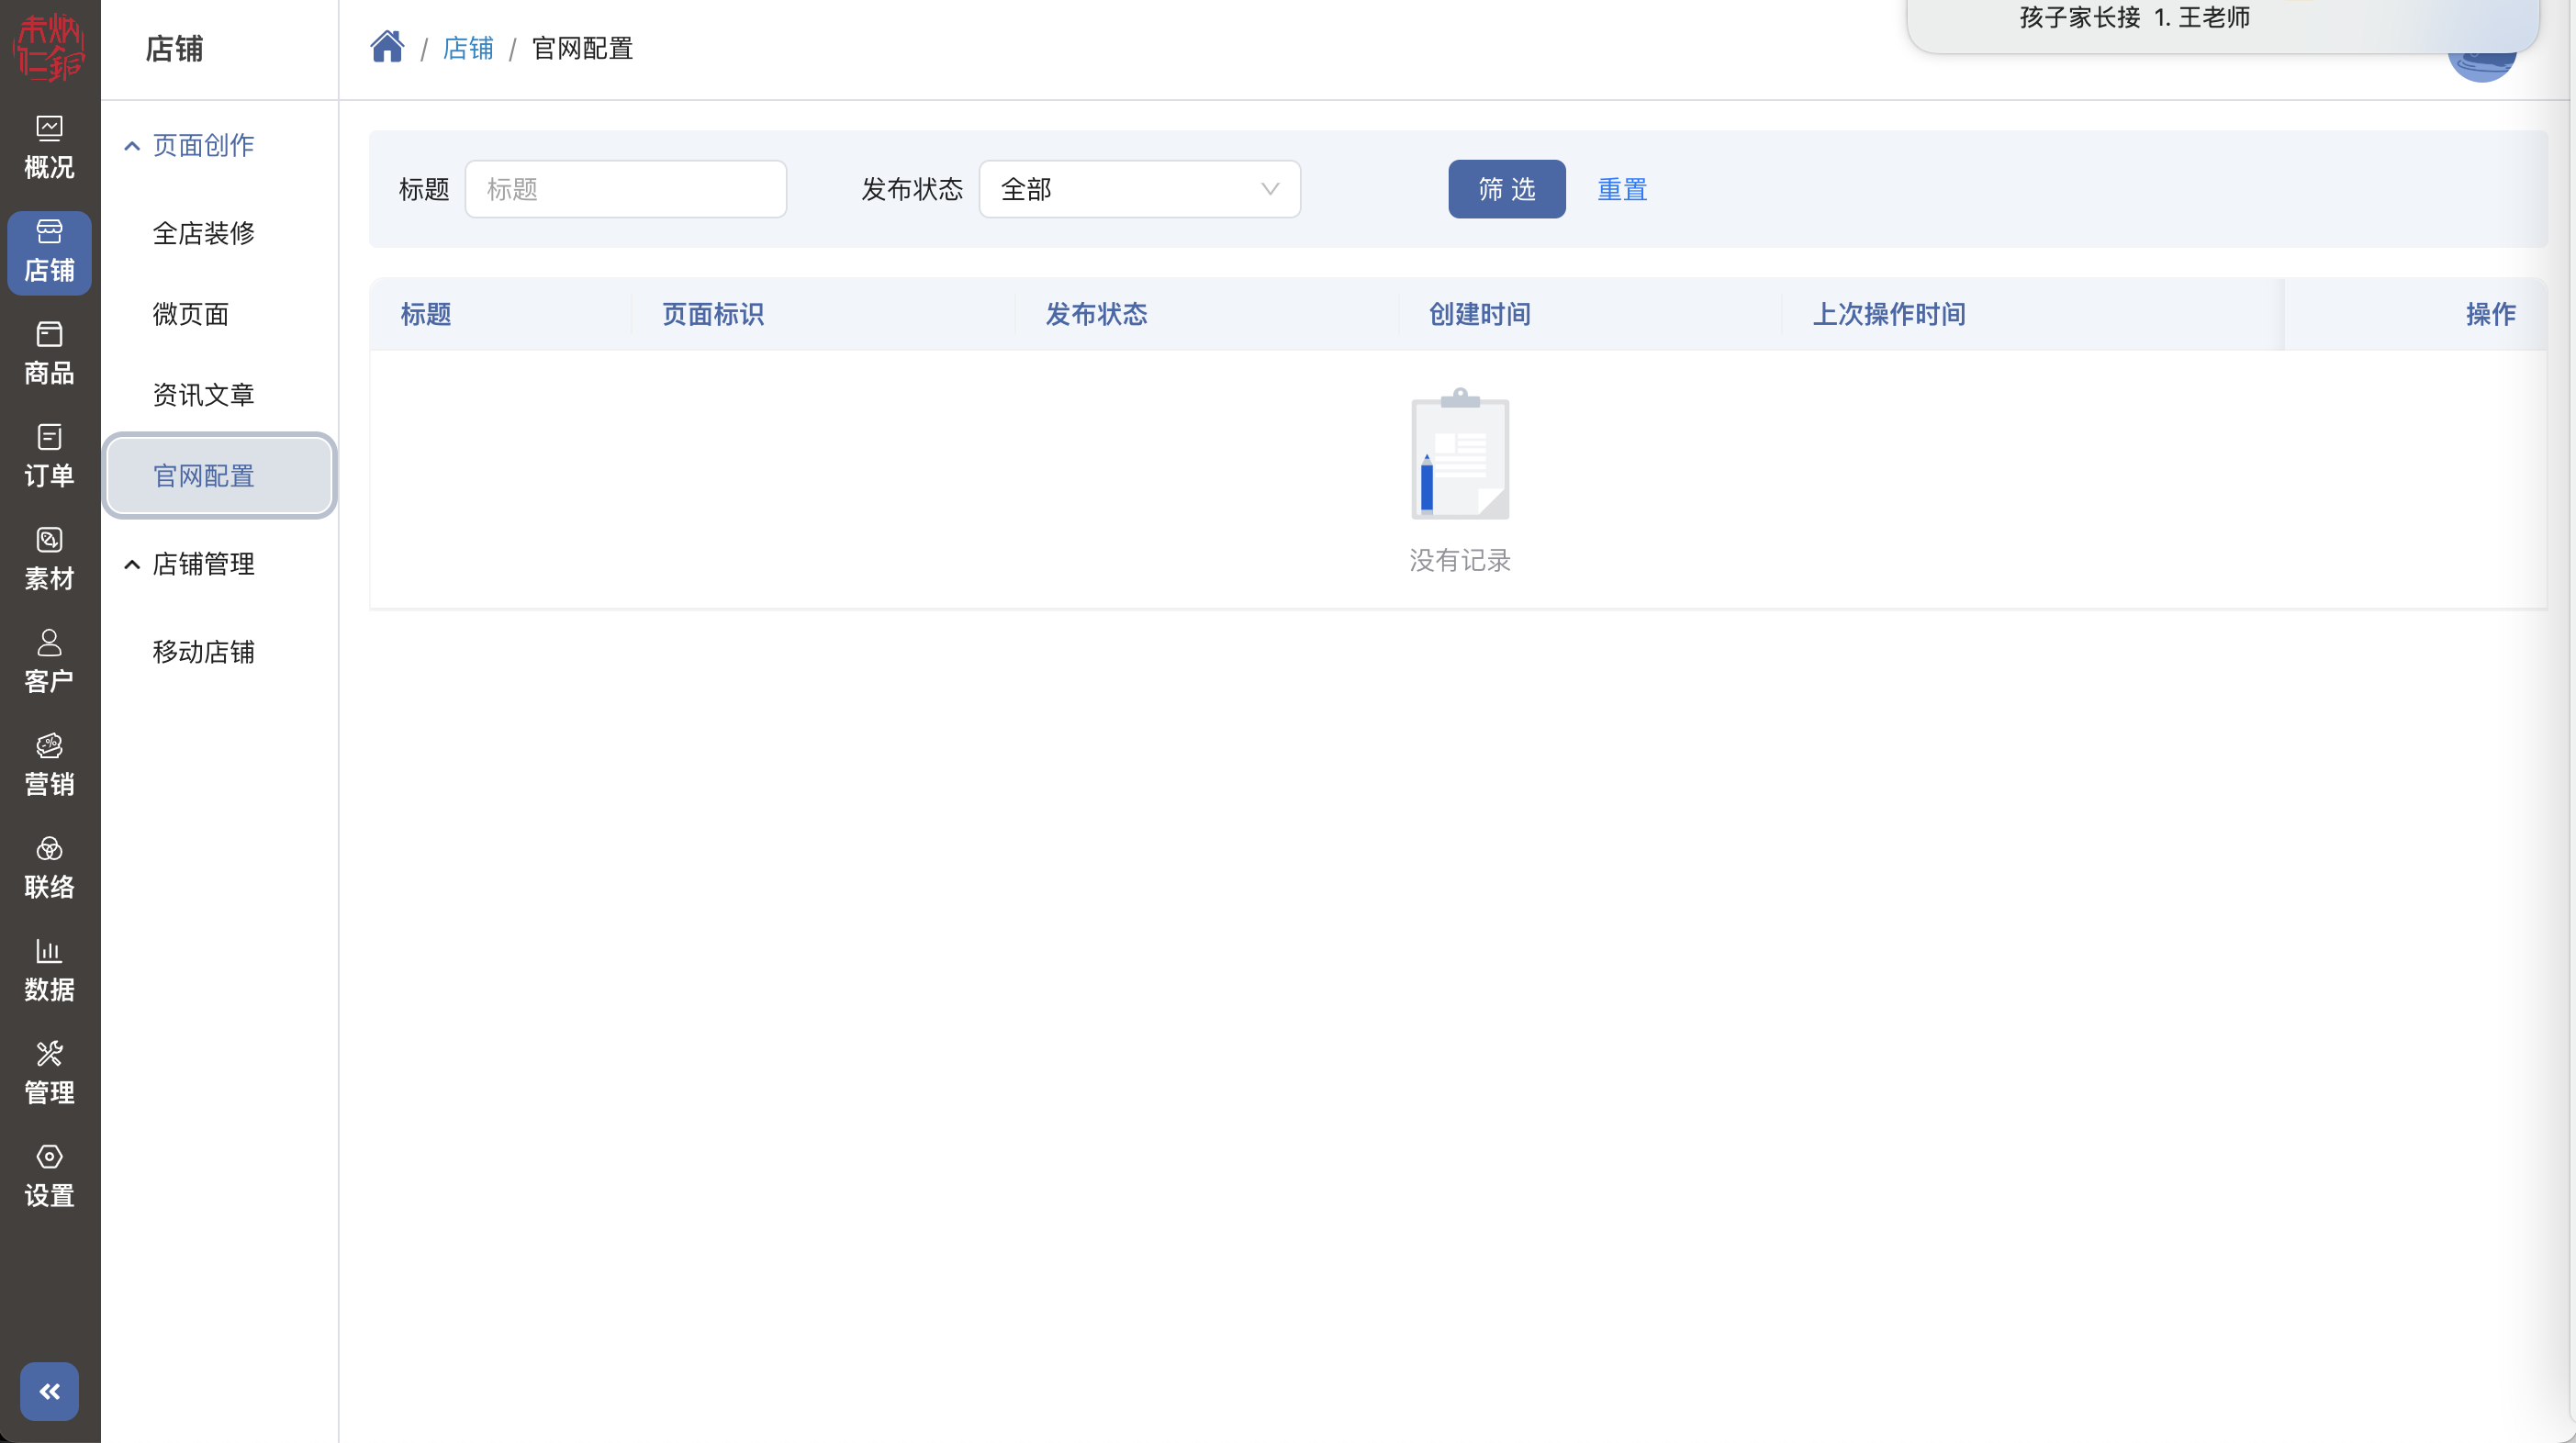 朱炳仁銅
概况
店铺
商品
订单
素材
客户
营销
联络
数据
管理
设置
店铺
页面创作
全店装修
微页面
资讯文章
官网配置
店铺管理
移动店铺
/ 店铺 / 官网配置
孩子家长接 1. 王老师
标题 标题 发布状态 全部 筛 选 重置
标题 页面标识 发布状态 创建时间 上次操作时间 操作
没有记录